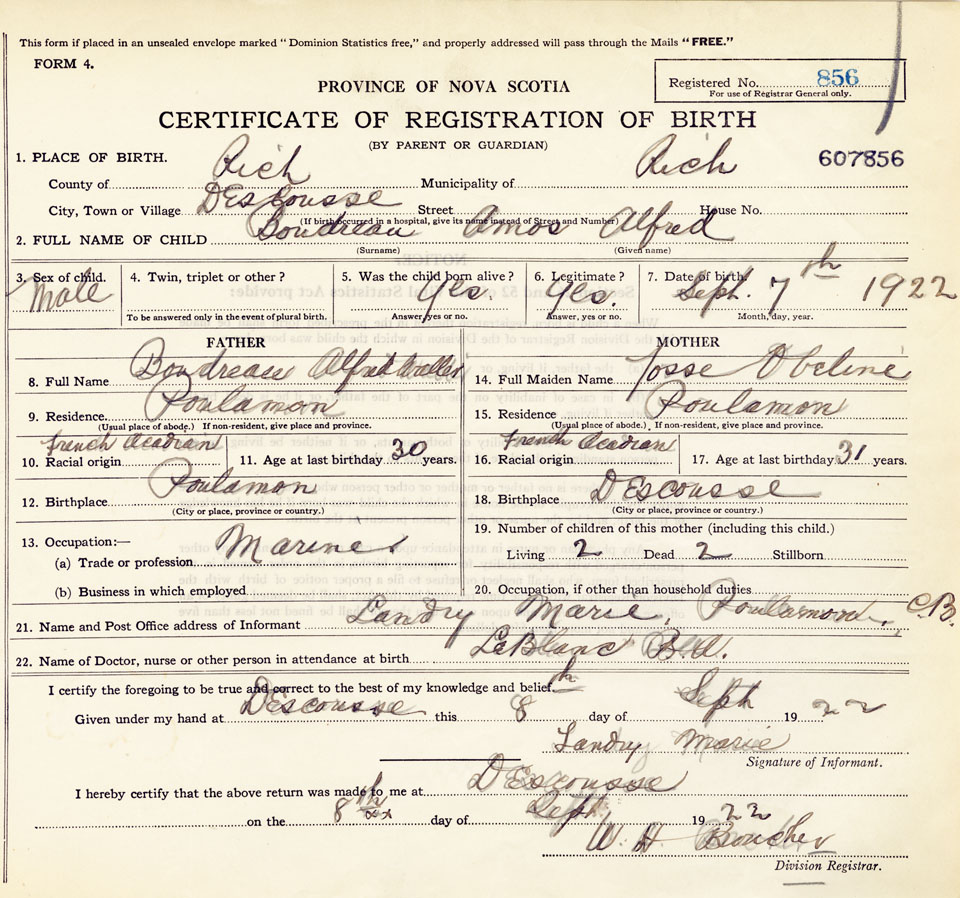 This form if placed in an unsealed envelope marked "Dominion Statistics free," and properly addressed will pass through the Mails "FREE."
FORM 4.
Registered No. 856
For use of Registrar General only.
PROVINCE OF NOVA SCOTIA
CERTIFICATE OF REGISTRATION OF BIRTH
(BY PARENT OR GUARDIAN)
607856
1. PLACE OF BIRTH.
County of Rich Municipality of Rich
City, Town or Village DEscousse Street House No.
(If birth occurred in a hospital, give its name instead of Street and Number)
2. FULL NAME OF CHILD Boudreau Amos Alfred
(Surname) (Given name)
3. Sex of child. Male 4. Twin, triplet or other? 5. Was the child born alive? Yes. 6. Legitimate? Yes. 7. Date of birth. Sept. 7th 1922
To be answered only in the event of plural birth. Answer, yes or no. Answer, yes or no. Month, day, year.
FATHER
8. Full Name Boudreau Alfred
9. Residence. Poulamon
(Usual place of abode.) If non-resident, give place and province.
10. Racial origin French Acadian 11. Age at last birthday 30 years.
12. Birthplace Poulamon
(City or place, province or country.)
13. Occupation:—
(a) Trade or profession Mariner
(b) Business in which employed
MOTHER
14. Full Maiden Name Josse Obeline
15. Residence Poulamon
(Usual place of abode.) If non-resident, give place and province.
16. Racial origin French Acadian 17. Age at last birthday 31 years.
18. Birthplace DEscousse
(City or place, province or country.)
19. Number of children of this mother (including this child.)
Living 2 Dead 2 Stillborn
20. Occupation, if other than household duties
21. Name and Post Office address of Informant Landry Marie, Poulamon, C.B.
22. Name of Doctor, nurse or other person in attendance at birth LeBlanc B.A.
I certify the foregoing to be true and correct to the best of my knowledge and belief.
Given under my hand at DEscousse this 8th day of Sept 1922
Landry Marie
Signature of Informant.
I hereby certify that the above return was made to me at DEscousse
on the 8th day of Sept. 1922
W. H. Boucher
Division Registrar.